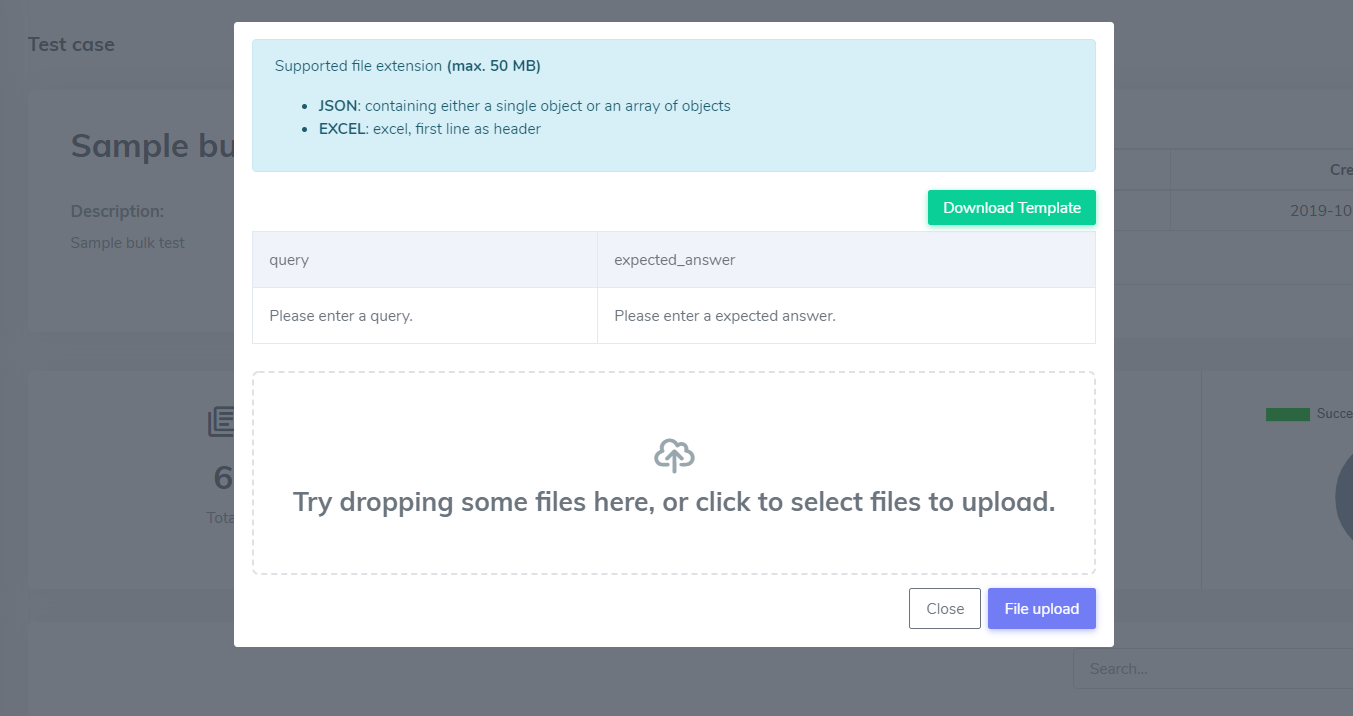 Test case
Supported file extension (max. 50 MB)
JSON: containing either a single object or an array of objects
EXCEL: excel, first line as header
Sample bu
Description:
Sample bulk test
Cre
2019-10
Download Template
query expected_answer
Please enter a query. Please enter a expected answer.
6
Tota
Succe
Try dropping some files here, or click to select files to upload.
Close File upload
Search...